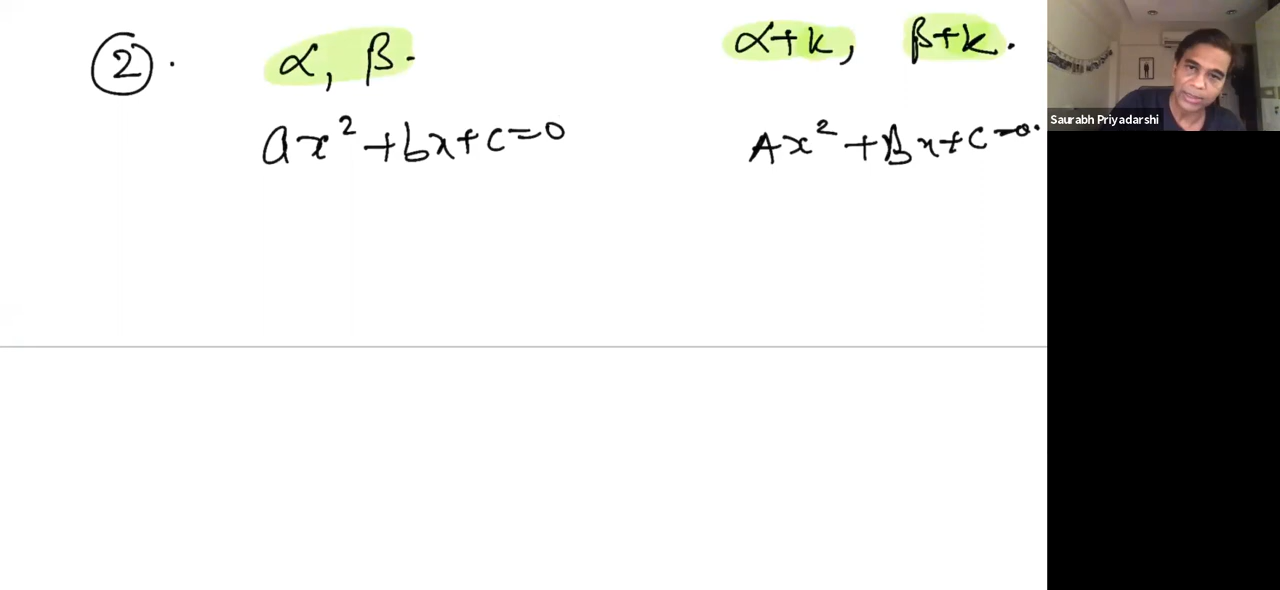 ② . α, β. α+k, β+k.
ax² + bx + c = 0 Ax² + Bx + C = 0.
Saurabh Priyadarshi